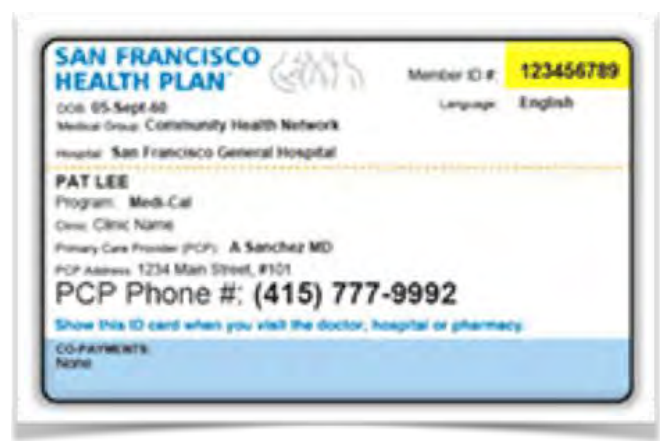 SAN FRANCISCO
HEALTH PLAN
Member ID #: 123456789
DOB: 05-Sept-60
Language: English
Medical Group: Community Health Network
Hospital: San Francisco General Hospital
PAT LEE
Program: Medi-Cal
Clinic: Clinic Name
Primary Care Provider (PCP): A Sanchez MD
PCP Address: 1234 Main Street, #101
PCP Phone #: (415) 777-9992
Show this ID card when you visit the doctor, hospital or pharmacy.
CO-PAYMENTS:
None